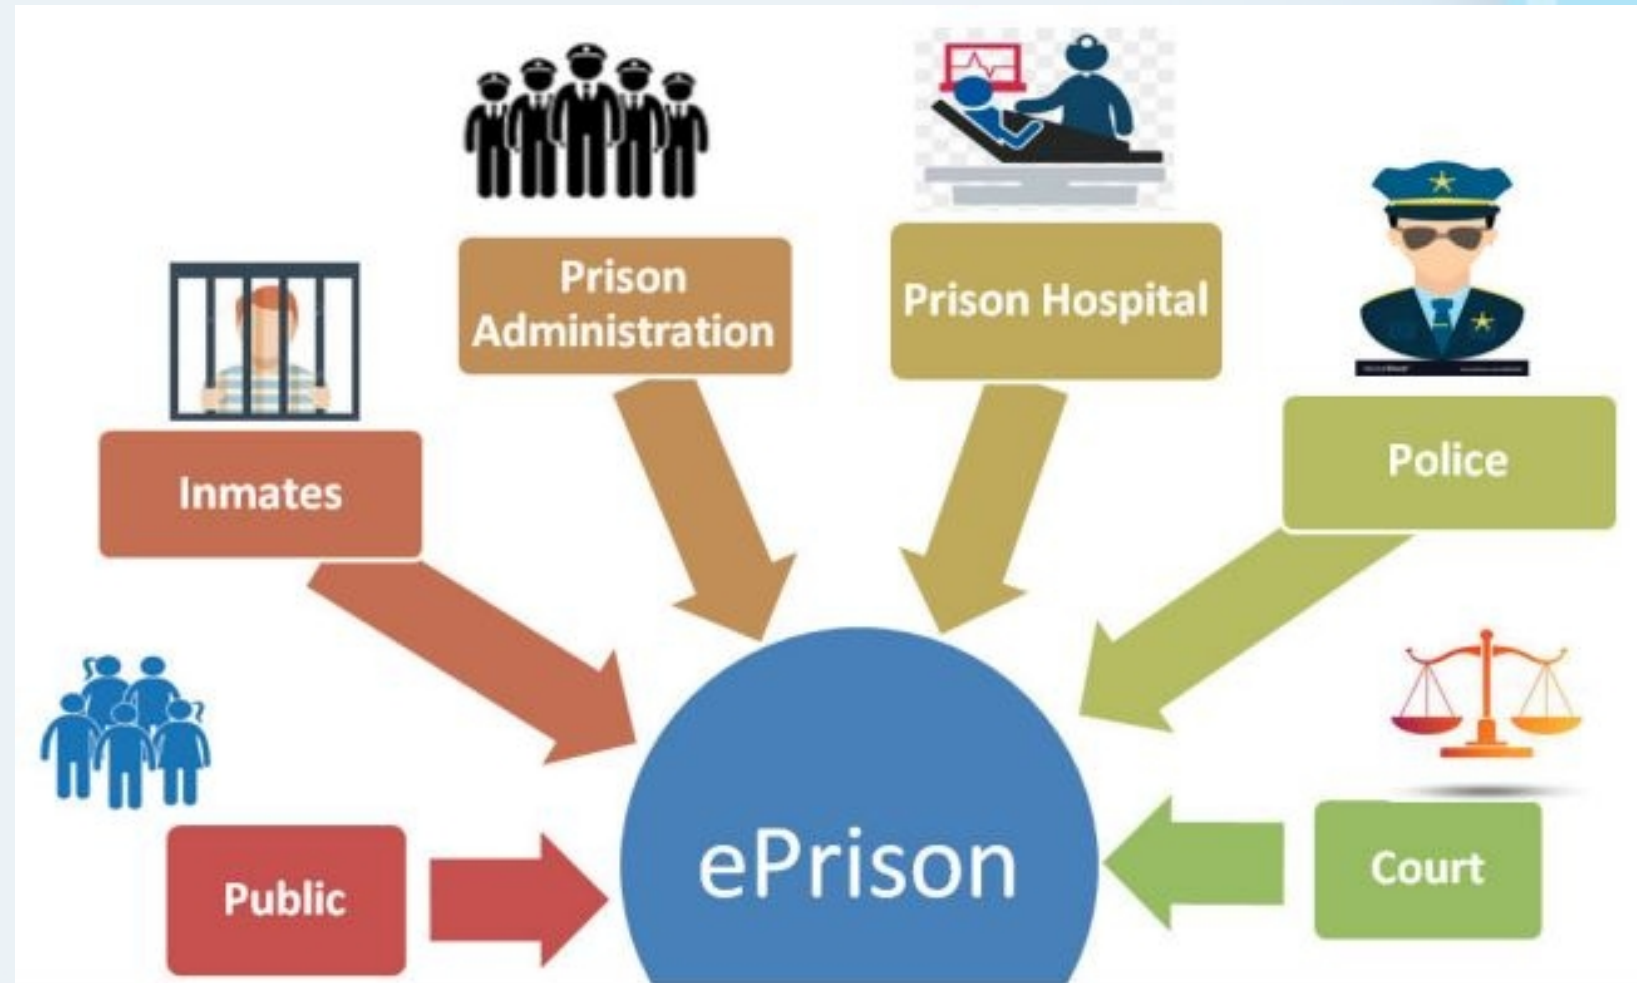 Prison
Administration
Prison Hospital
Police
Inmates
Public
ePrison
Court